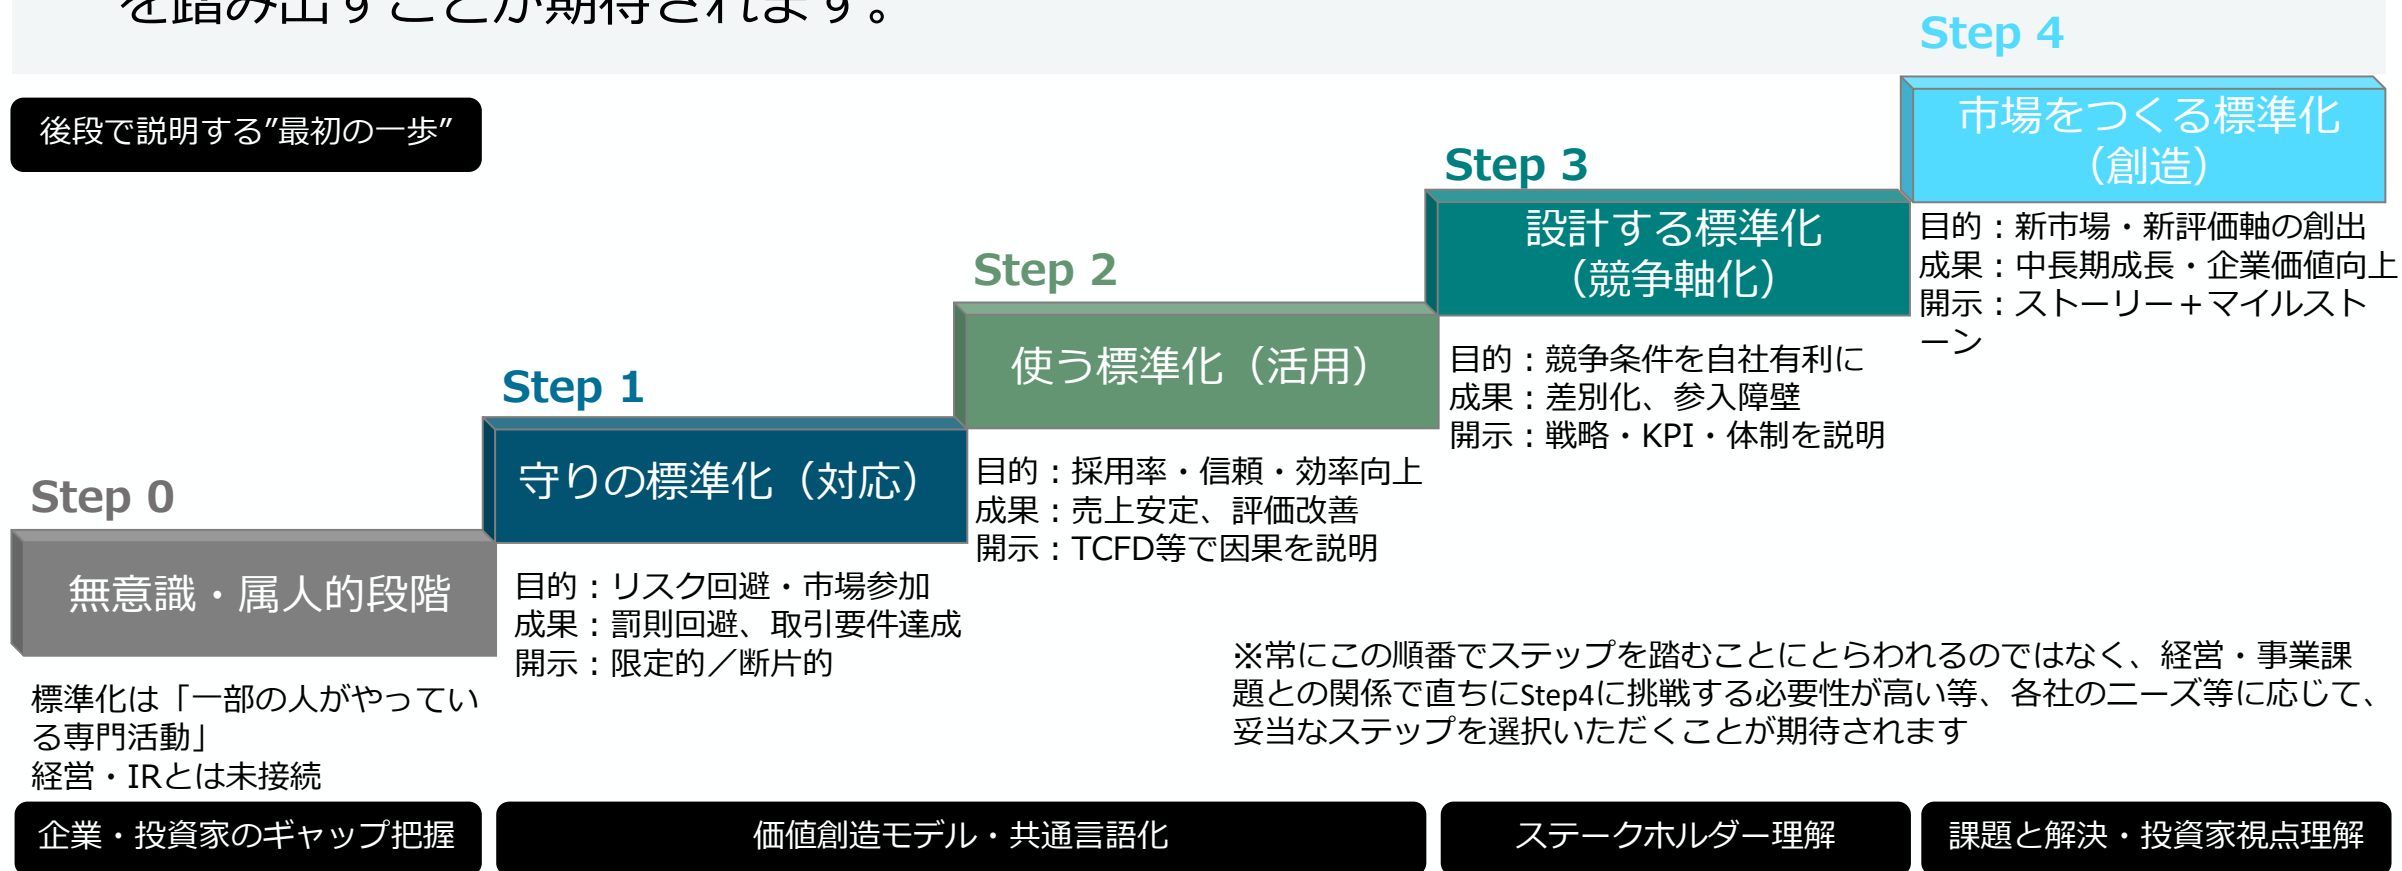 を踏み出すことが期待されます。
後段で説明する”最初の一歩”
Step 0
無意識・属人的段階
標準化は「一部の人がやってい
る専門活動」
経営・IRとは未接続
Step 1
守りの標準化（対応）
目的：リスク回避・市場参加
成果：罰則回避、取引要件達成
開示：限定的／断片的
Step 2
使う標準化（活用）
目的：採用率・信頼・効率向上
成果：売上安定、評価改善
開示：TCFD等で因果を説明
Step 3
設計する標準化
（競争軸化）
目的：競争条件を自社有利に
成果：差別化、参入障壁
開示：戦略・KPI・体制を説明
Step 4
市場をつくる標準化
（創造）
目的：新市場・新評価軸の創出
成果：中長期成長・企業価値向上
開示：ストーリー＋マイルスト
ーン
※常にこの順番でステップを踏むことにとらわれるのではなく、経営・事業課
題との関係で直ちにStep4に挑戦する必要性が高い等、各社のニーズ等に応じて、
妥当なステップを選択いただくことが期待されます
企業・投資家のギャップ把握
価値創造モデル・共通言語化
ステークホルダー理解
課題と解決・投資家視点理解